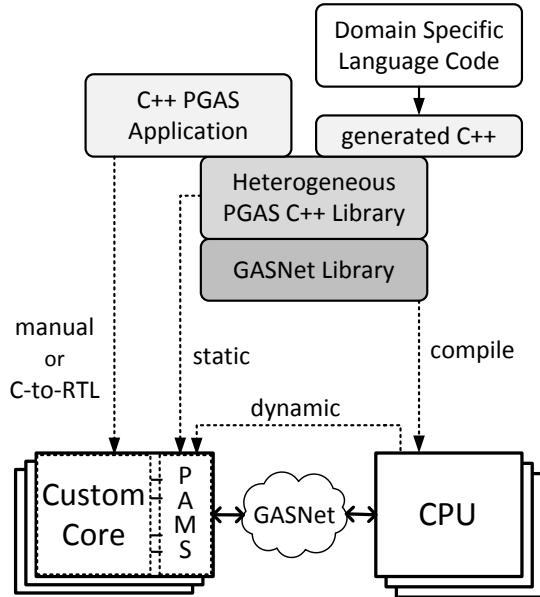 Domain Specific
Language Code
C++ PGAS
Application
generated C++
Heterogeneous
PGAS C++ Library
GASNet Library
manual
or
C-to-RTL
static
compile
dynamic
Custom
Core
P
A
M
S
GASNet
CPU